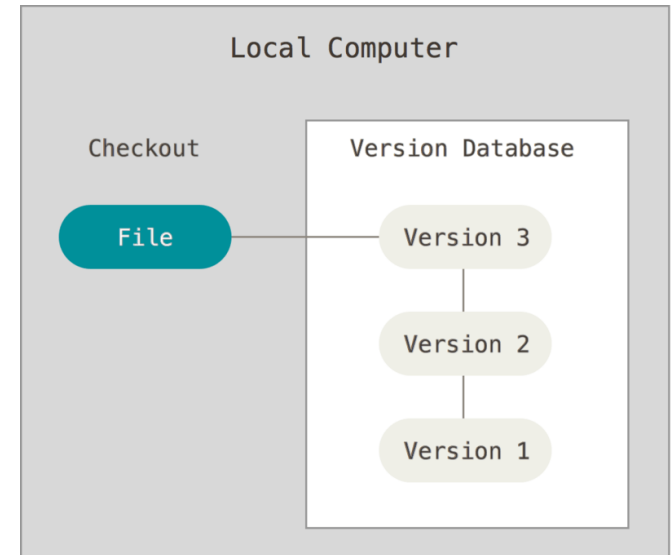 Local Computer
Checkout
Version Database
File
Version 3
Version 2
Version 1